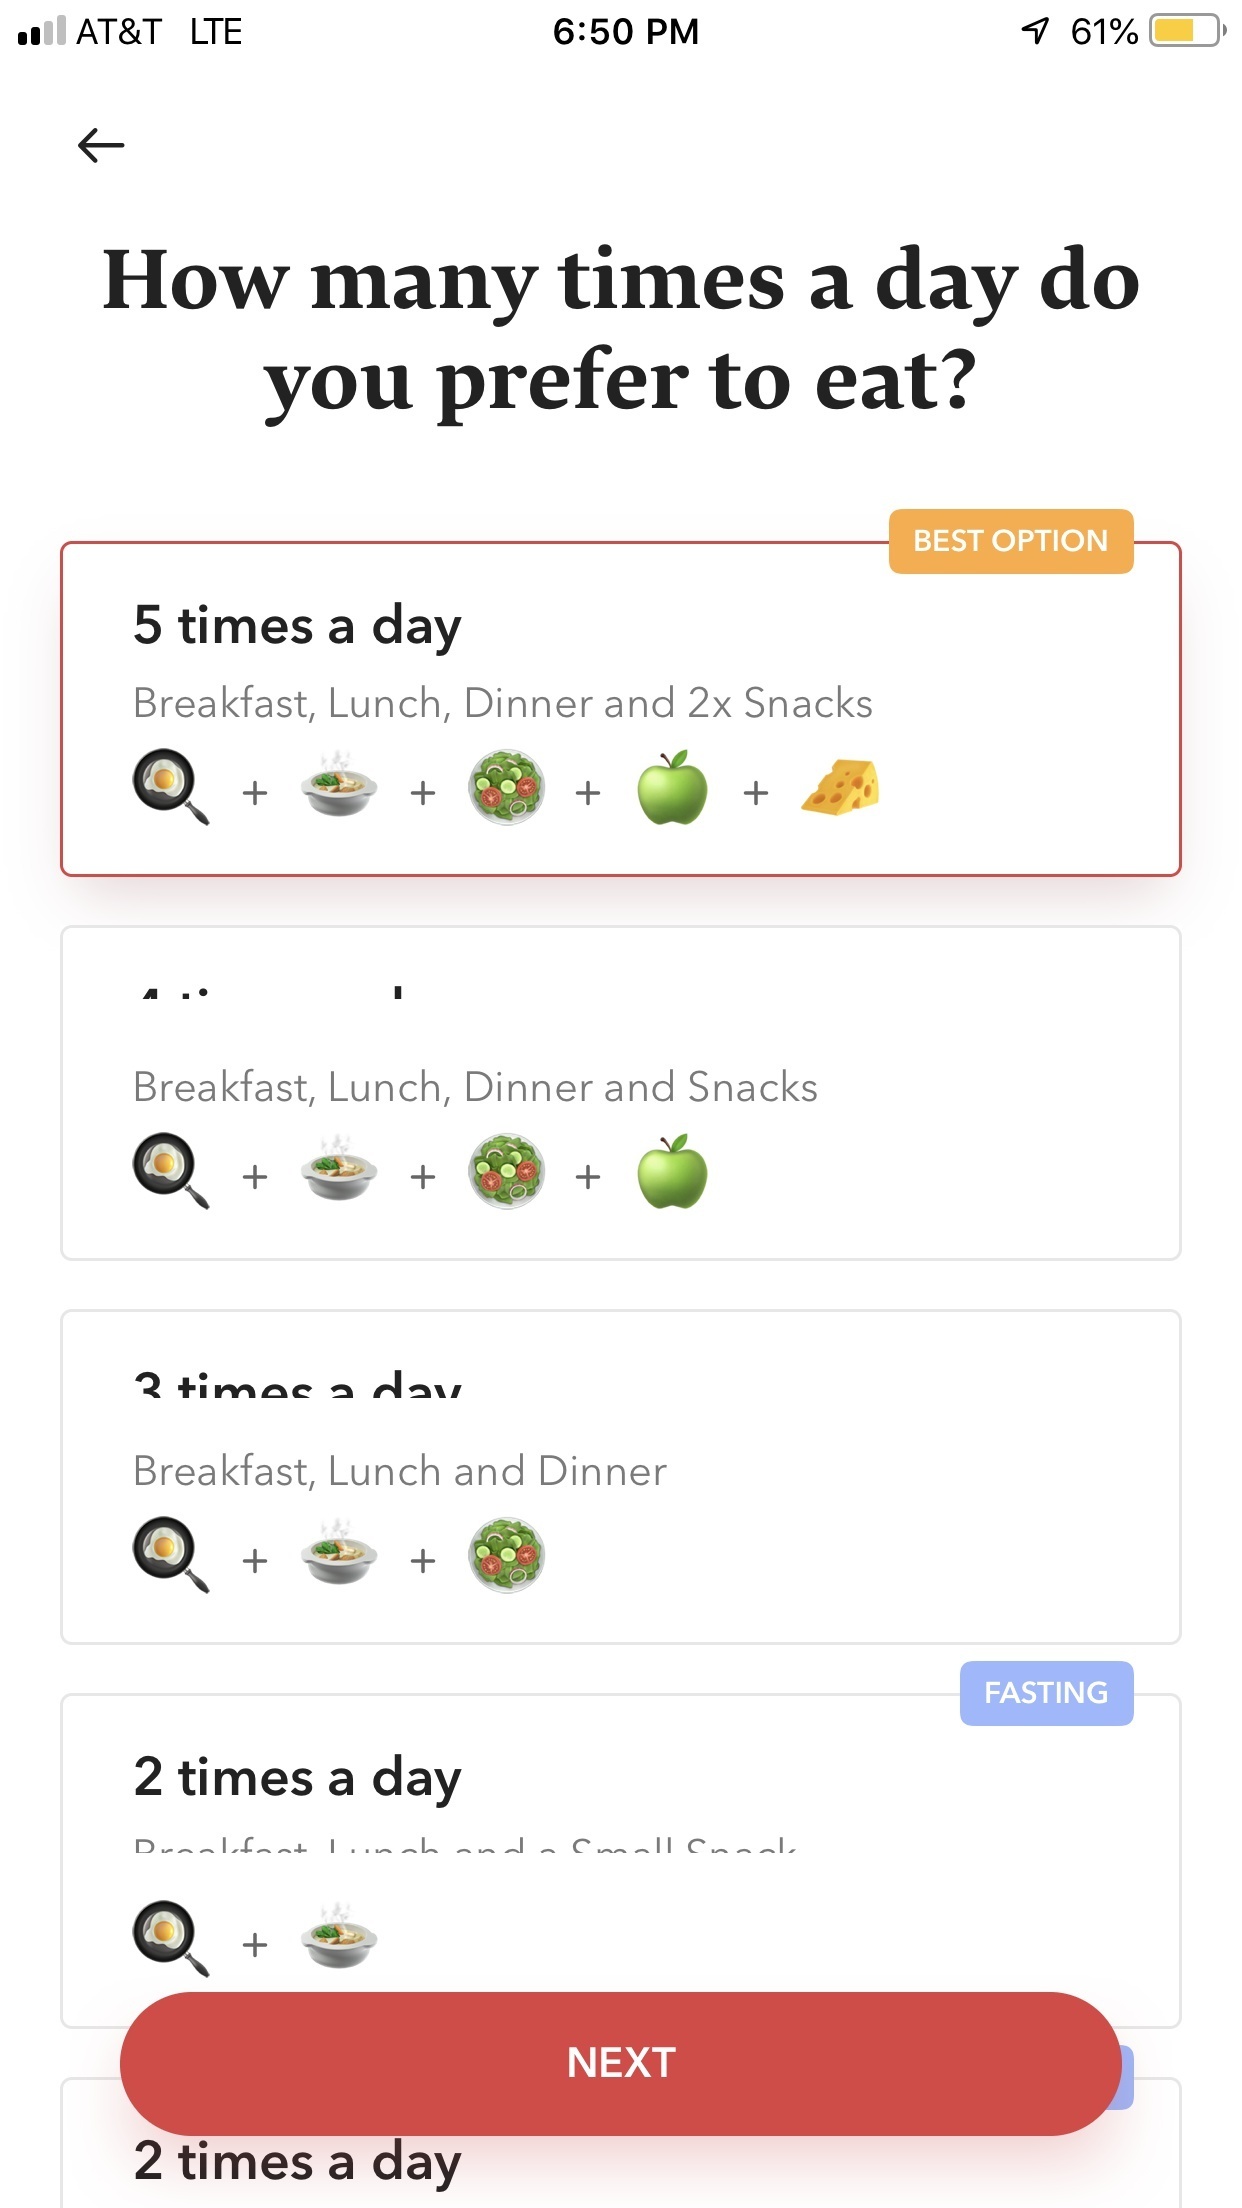 AT&T LTE 6:50 PM 61%
How many times a day do
you prefer to eat?
BEST OPTION
5 times a day
Breakfast, Lunch, Dinner and 2x Snacks
+ + + +
Breakfast, Lunch, Dinner and Snacks
+ + +
3 times a day
Breakfast, Lunch and Dinner
+ +
FASTING
2 times a day
Breakfast, Lunch and a Small Snack
+
NEXT
2 times a day